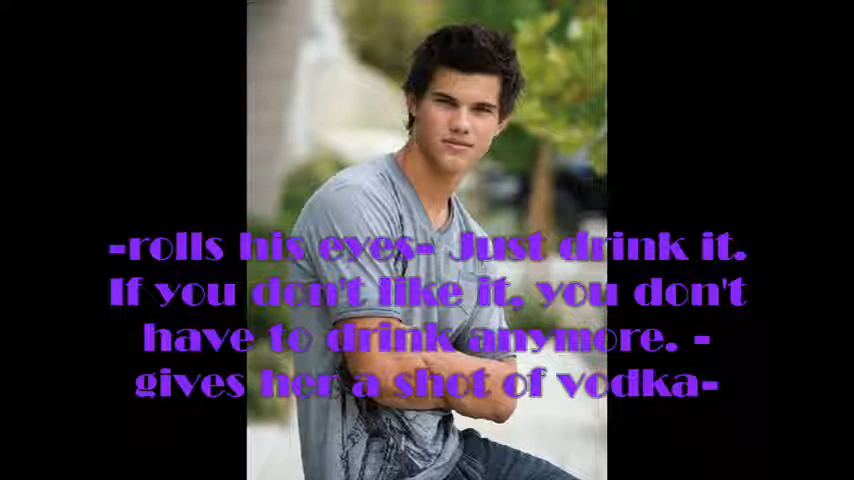 -rolls his eyes- Just drink it.
If you don't like it, you don't
have to drink anymore. -
gives her a shot of vodka-